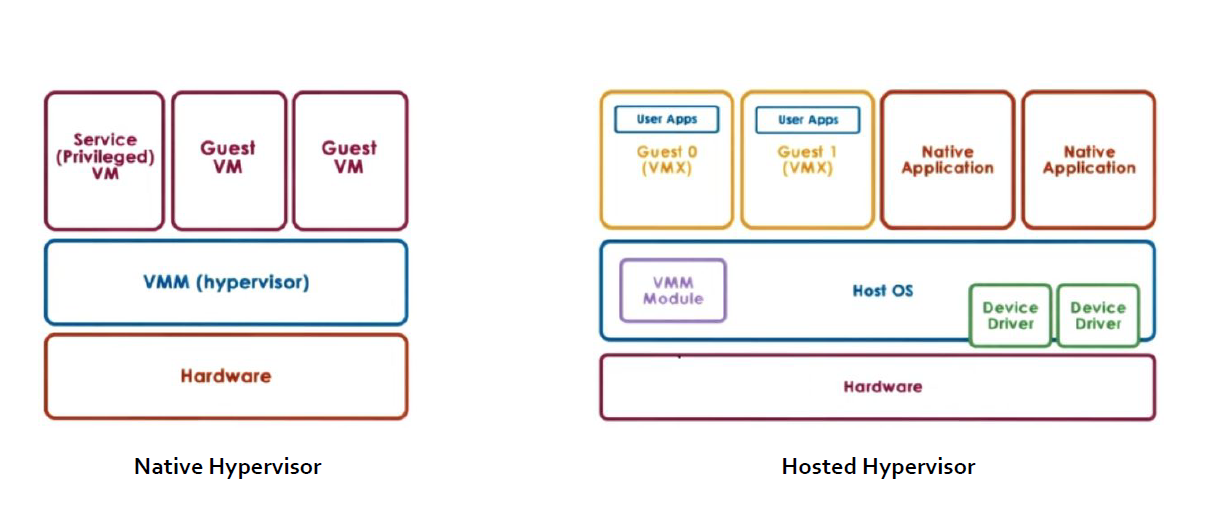 Service
(Privileged)
VM
Guest
VM
Guest
VM
VMM (hypervisor)
Hardware
Native Hypervisor
User Apps
Guest 0
(VMX)
User Apps
Guest 1
(VMX)
Native
Application
Native
Application
VMM
Module
Host OS
Device
Driver
Device
Driver
Hardware
Hosted Hypervisor